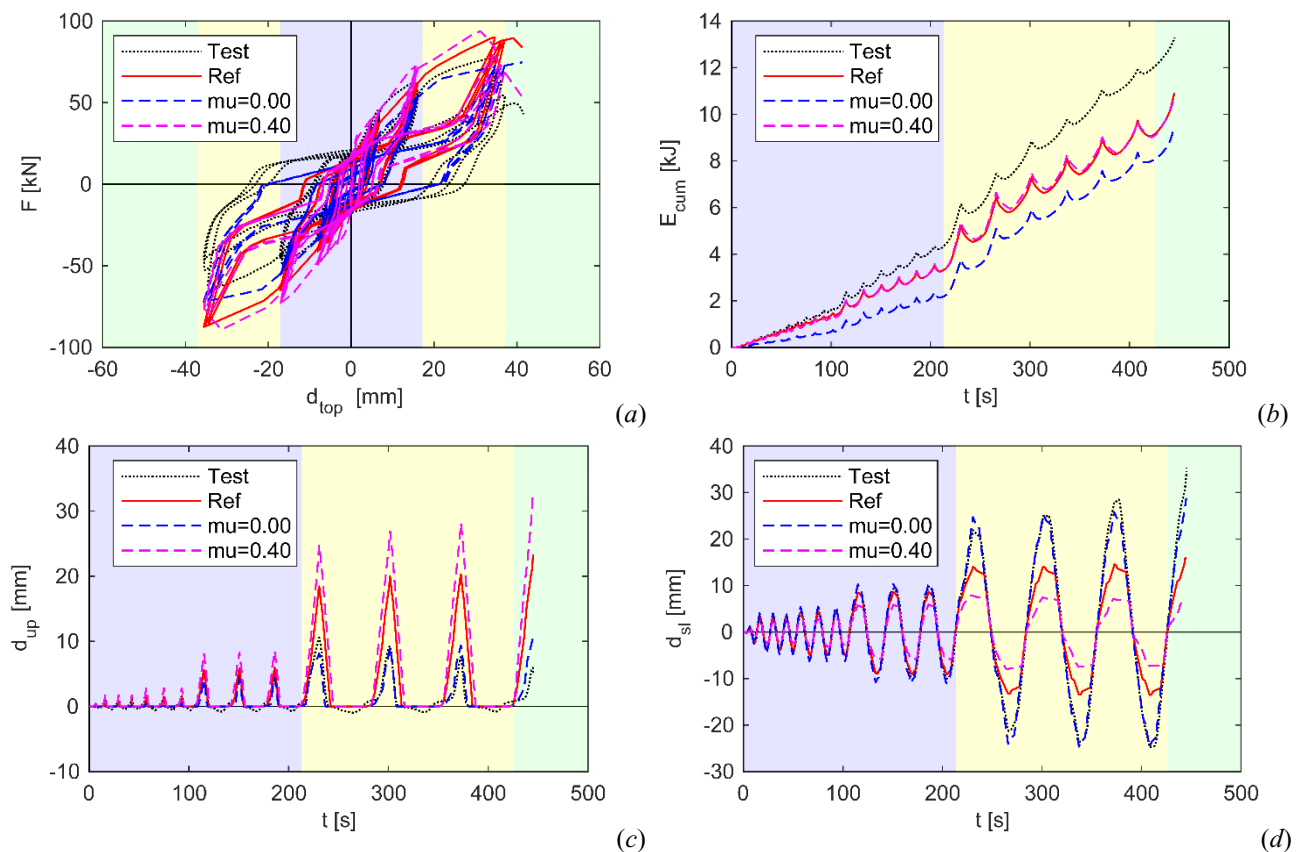 100
50
0
-50
-100
F [kN]
-60
-40
-20
0
20
40
60
d_top [mm]
Test
Ref
mu=0.00
mu=0.40
(a)
14
12
10
8
6
4
2
0
E_cum [kJ]
0
100
200
300
400
500
t [s]
Test
Ref
mu=0.00
mu=0.40
(b)
40
30
20
10
0
-10
d_up [mm]
0
100
200
300
400
500
t [s]
Test
Ref
mu=0.00
mu=0.40
(c)
40
30
20
10
0
-10
-20
-30
d_sl [mm]
0
100
200
300
400
500
t [s]
Test
Ref
mu=0.00
mu=0.40
(d)